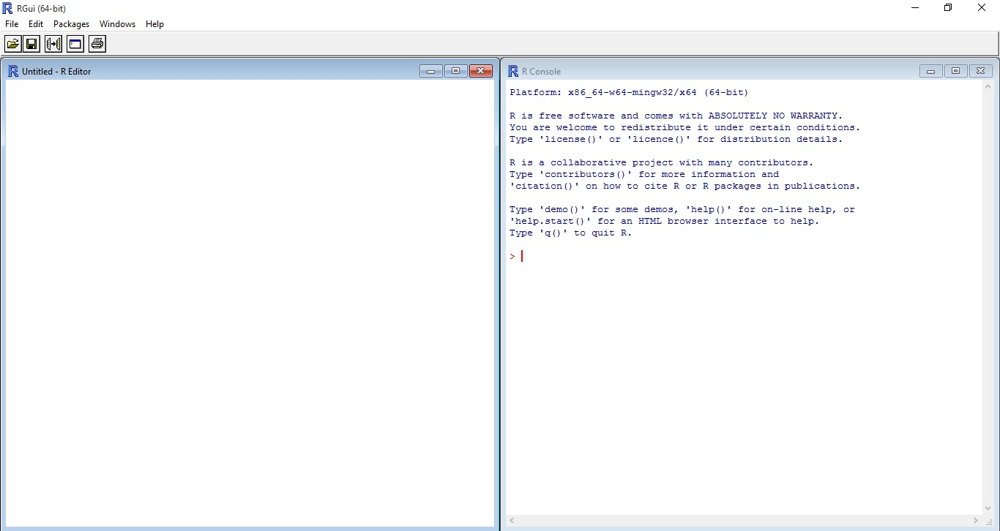 RGui (64-bit)
File Edit Packages Windows Help
Untitled - R Editor
R Console
Platform: x86_64-w64-mingw32/x64 (64-bit)
R is free software and comes with ABSOLUTELY NO WARRANTY.
You are welcome to redistribute it under certain conditions.
Type 'license()' or 'licence()' for distribution details.
R is a collaborative project with many contributors.
Type 'contributors()' for more information and
'citation()' on how to cite R or R packages in publications.
Type 'demo()' for some demos, 'help()' for on-line help, or
'help.start()' for an HTML browser interface to help.
Type 'q()' to quit R.
>